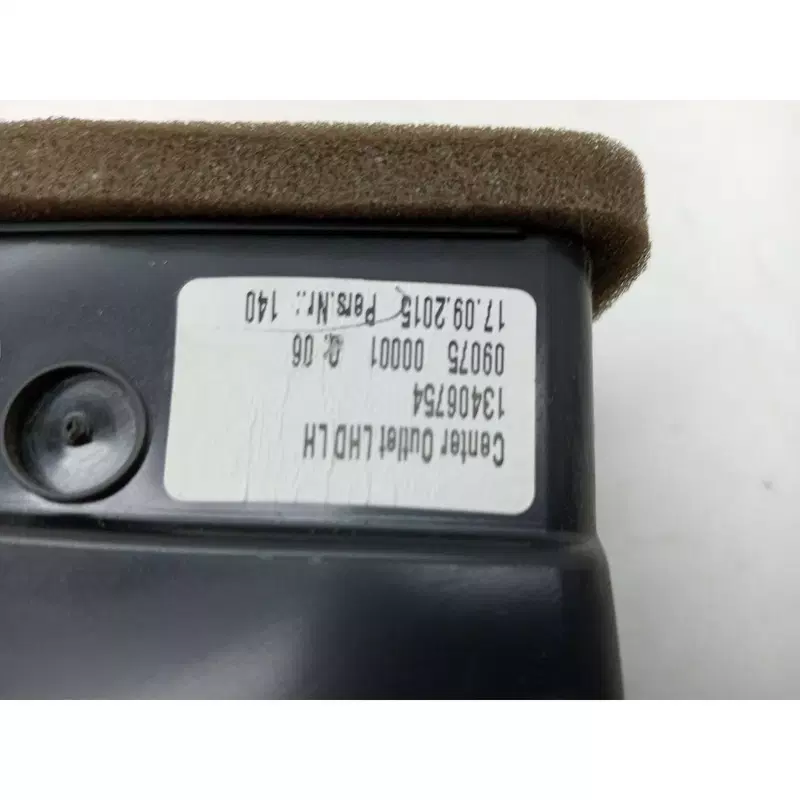 Center Outlet LHD LH
13406754
09075 00001 Q: 06
17.09.2015 Pers.Nr.: 140